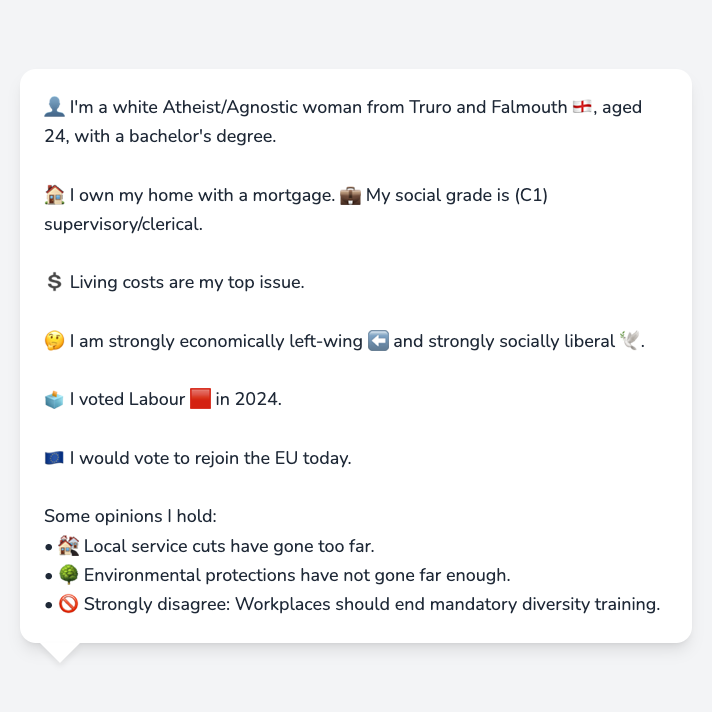 👤 I'm a white Atheist/Agnostic woman from Truro and Falmouth 🏴󠁧󠁢󠁥󠁮󠁧󠁿, aged
24, with a bachelor's degree.
🏠 I own my home with a mortgage. 💼 My social grade is (C1)
supervisory/clerical.
💲 Living costs are my top issue.
🤔 I am strongly economically left-wing ⬅️ and strongly socially liberal 🕊️.
🗳️ I voted Labour 🟥 in 2024.
🇪🇺 I would vote to rejoin the EU today.
Some opinions I hold:
• 🏚️ Local service cuts have gone too far.
• 🌳 Environmental protections have not gone far enough.
• 🚫 Strongly disagree: Workplaces should end mandatory diversity training.